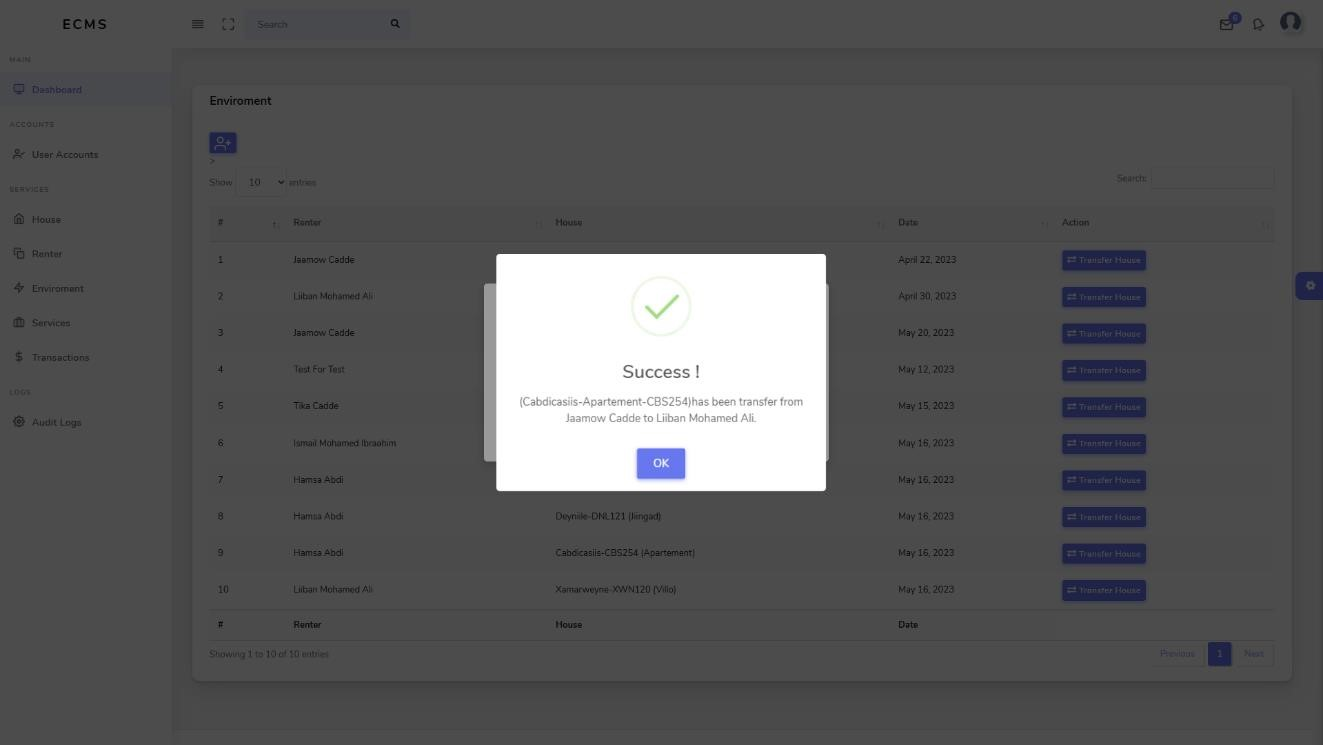 ECMS
Search
6
MAIN
Dashboard
ACCOUNTS
User Accounts
SERVICES
House
Renter
Enviroment
Services
Transactions
LOGS
Audit Logs
Enviroment
>
Show 10 entries
Search:
# Renter House Date Action
1 Jaamow Cadde April 22, 2023 Transfer House
2 Liiban Mohamed Ali April 30, 2023 Transfer House
3 Jaamow Cadde May 20, 2023 Transfer House
4 Test For Test May 12, 2023 Transfer House
5 Tika Cadde May 15, 2023 Transfer House
6 Ismail Mohamed Ibraahim May 16, 2023 Transfer House
7 Hamsa Abdi May 16, 2023 Transfer House
8 Hamsa Abdi Deyniile-DNL121 (Jiingad) May 16, 2023 Transfer House
9 Hamsa Abdi Cabdicasiis-CBS254 (Apartement) May 16, 2023 Transfer House
10 Liiban Mohamed Ali Xamarweyne-XWN120 (Villo) May 16, 2023 Transfer House
# Renter House Date
Showing 1 to 10 of 10 entries
Previous 1 Next
Success !
(Cabdicasiis-Apartement-CBS254)has been transfer from
Jaamow Cadde to Liiban Mohamed Ali.
OK